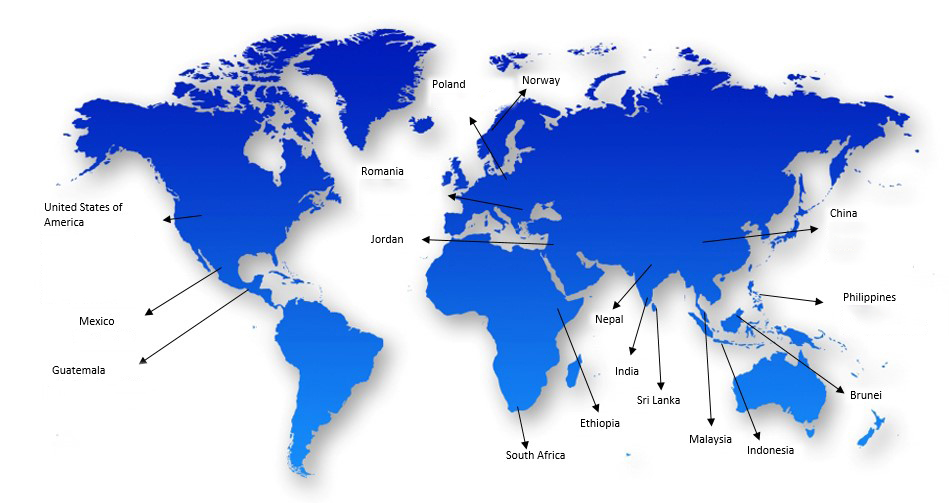 Poland
Norway
Romania
United States of
America
China
Jordan
Philippines
Mexico
Nepal
Guatemala
India
Brunei
Sri Lanka
Ethiopia
Malaysia
Indonesia
South Africa